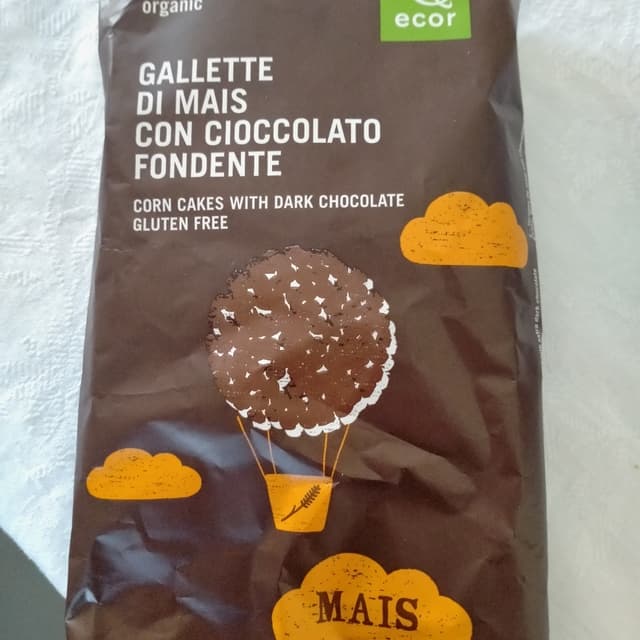 organic
ecor
GALLETTE
DI MAIS
CON CIOCCOLATO
FONDENTE
CORN CAKES WITH DARK CHOCOLATE
GLUTEN FREE
MAIS